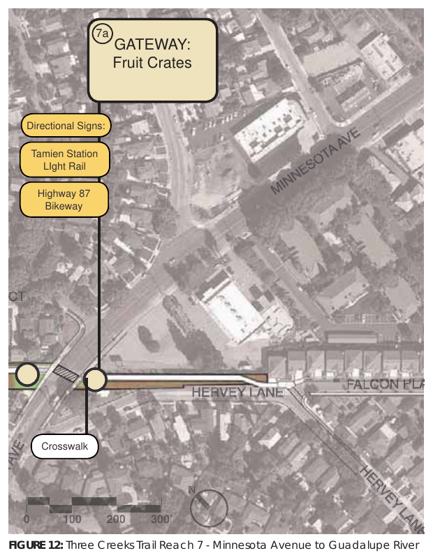 7a
GATEWAY:
Fruit Crates
Directional Signs:
Tamien Station
LIght Rail
Highway 87
Bikeway
MINNESOTA AVE
CT
HERVEY LANE
FALCON PLA
Crosswalk
AVE
HERVEY LANE
N
0 100 200 300'
FIGURE 12: Three Creeks Trail Reach 7 - Minnesota Avenue to Guadalupe River